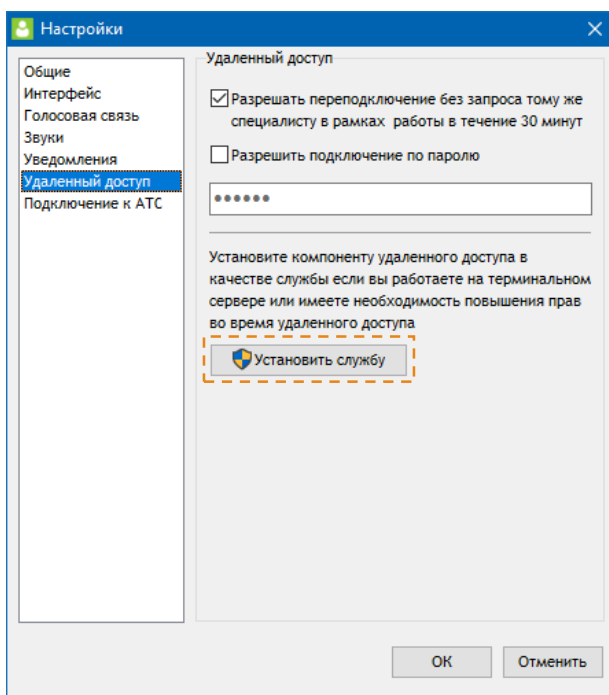 Настройки
Общие
Интерфейс
Голосовая связь
Звуки
Уведомления
Удаленный доступ
Подключение к АТС
Удаленный доступ
Разрешать переподключение без запроса тому же
специалисту в рамках работы в течение 30 минут
Разрешить подключение по паролю
••••••
Установите компоненту удаленного доступа в
качестве службы если вы работаете на терминальном
сервере или имеете необходимость повышения прав
во время удаленного доступа
Установить службу
ОК
Отменить